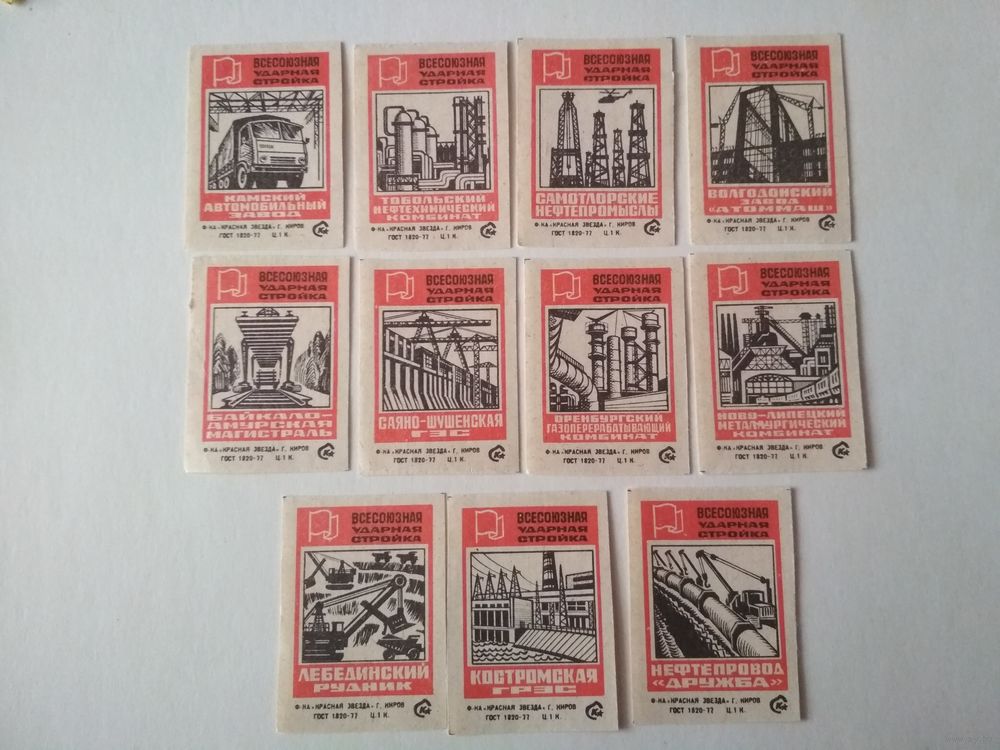 ВСЕСОЮЗНАЯ
УДАРНАЯ
СТРОЙКА
КАМСКИЙ
АВТОМОБИЛЬНЫЙ
ЗАВОД
Ф-КА «КРАСНАЯ ЗВЕЗДА» Г. КИРОВ
ГОСТ 1820-77 Ц.1 К.
ВСЕСОЮЗНАЯ
УДАРНАЯ
СТРОЙКА
ТОБОЛЬСКИЙ
НЕФТЕХИМИЧЕСКИЙ
КОМБИНАТ
Ф-КА «КРАСНАЯ ЗВЕЗДА» Г. КИРОВ
ГОСТ 1820-77 Ц.1 К.
ВСЕСОЮЗНАЯ
УДАРНАЯ
СТРОЙКА
САМОТЛОРСКИЕ
НЕФТЕПРОМЫСЛЫ
Ф-КА «КРАСНАЯ ЗВЕЗДА» Г. КИРОВ
ГОСТ 1820-77 Ц.1 К.
ВСЕСОЮЗНАЯ
УДАРНАЯ
СТРОЙКА
ВОЛГОДОНСКИЙ
ЗАВОД
«АТОММАШ»
Ф-КА «КРАСНАЯ ЗВЕЗДА» Г. КИРОВ
ГОСТ 1820-77 Ц.1 К.
ВСЕСОЮЗНАЯ
УДАРНАЯ
СТРОЙКА
БАЙКАЛО-
АМУРСКАЯ
МАГИСТРАЛЬ
Ф-КА «КРАСНАЯ ЗВЕЗДА» Г. КИРОВ
ГОСТ 1820-77 Ц.1 К.
ВСЕСОЮЗНАЯ
УДАРНАЯ
СТРОЙКА
САЯНО-ШУШЕНСКАЯ
ГЭС
Ф-КА «КРАСНАЯ ЗВЕЗДА» Г. КИРОВ
ГОСТ 1820-77 Ц.1 К.
ВСЕСОЮЗНАЯ
УДАРНАЯ
СТРОЙКА
ОРЕНБУРГСКИЙ
ГАЗОПЕРЕРАБАТЫВАЮЩИЙ
КОМБИНАТ
Ф-КА «КРАСНАЯ ЗВЕЗДА» Г. КИРОВ
ГОСТ 1820-77 Ц.1 К.
ВСЕСОЮЗНАЯ
УДАРНАЯ
СТРОЙКА
НОВО-ЛИПЕЦКИЙ
МЕТАЛЛУРГИЧЕСКИЙ
КОМБИНАТ
Ф-КА «КРАСНАЯ ЗВЕЗДА» Г. КИРОВ
ГОСТ 1820-77 Ц.1 К.
ВСЕСОЮЗНАЯ
УДАРНАЯ
СТРОЙКА
ЛЕБЕДИНСКИЙ
РУДНИК
Ф-КА «КРАСНАЯ ЗВЕЗДА» Г. КИРОВ
ГОСТ 1820-77 Ц.1 К.
ВСЕСОЮЗНАЯ
УДАРНАЯ
СТРОЙКА
КОСТРОМСКАЯ
ГРЭС
Ф-КА «КРАСНАЯ ЗВЕЗДА» Г. КИРОВ
ГОСТ 1820-77 Ц.1 К.
ВСЕСОЮЗНАЯ
УДАРНАЯ
СТРОЙКА
НЕФТЕПРОВОД
«ДРУЖБА»
Ф-КА «КРАСНАЯ ЗВЕЗДА» Г. КИРОВ
ГОСТ 1820-77 Ц.1 К.